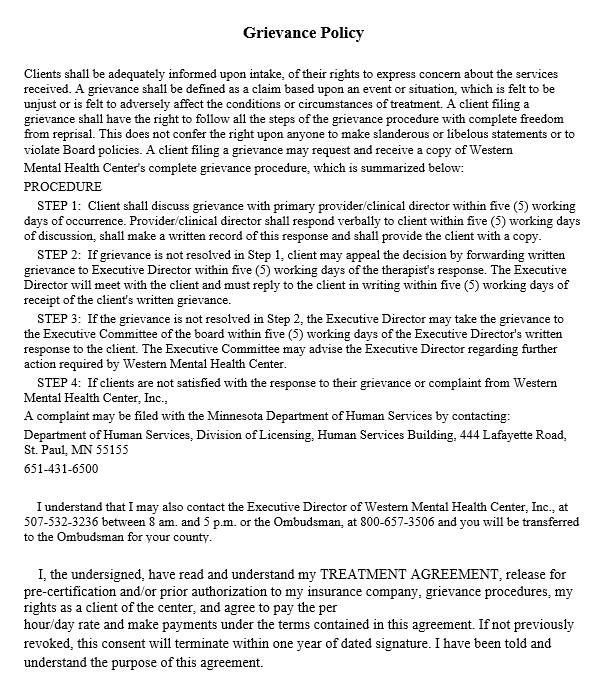 Grievance Policy
Clients shall be adequately informed upon intake, of their rights to express concern about the services
received. A grievance shall be defined as a claim based upon an event or situation, which is felt to be
unjust or is felt to adversely affect the conditions or circumstances of treatment. A client filing a
grievance shall have the right to follow all the steps of the grievance procedure with complete freedom
from reprisal. This does not confer the right upon anyone to make slanderous or libelous statements or to
violate Board policies. A client filing a grievance may request and receive a copy of Western
Mental Health Center's complete grievance procedure, which is summarized below:
PROCEDURE
STEP 1: Client shall discuss grievance with primary provider/clinical director within five (5) working
days of occurrence. Provider/clinical director shall respond verbally to client within five (5) working days
of discussion, shall make a written record of this response and shall provide the client with a copy.
STEP 2: If grievance is not resolved in Step 1, client may appeal the decision by forwarding written
grievance to Executive Director within five (5) working days of the therapist's response. The Executive
Director will meet with the client and must reply to the client in writing within five (5) working days of
receipt of the client's written grievance.
STEP 3: If the grievance is not resolved in Step 2, the Executive Director may take the grievance to
the Executive Committee of the board within five (5) working days of the Executive Director's written
response to the client. The Executive Committee may advise the Executive Director regarding further
action required by Western Mental Health Center.
STEP 4: If clients are not satisfied with the response to their grievance or complaint from Western
Mental Health Center, Inc.,
A complaint may be filed with the Minnesota Department of Human Services by contacting:
Department of Human Services, Division of Licensing, Human Services Building, 444 Lafayette Road,
St. Paul, MN 55155
651-431-6500
I understand that I may also contact the Executive Director of Western Mental Health Center, Inc., at
507-532-3236 between 8 am. and 5 p.m. or the Ombudsman, at 800-657-3506 and you will be transferred
to the Ombudsman for your county.
I, the undersigned, have read and understand my TREATMENT AGREEMENT, release for
pre-certification and/or prior authorization to my insurance company, grievance procedures, my
rights as a client of the center, and agree to pay the per
hour/day rate and make payments under the terms contained in this agreement. If not previously
revoked, this consent will terminate within one year of dated signature. I have been told and
understand the purpose of this agreement.